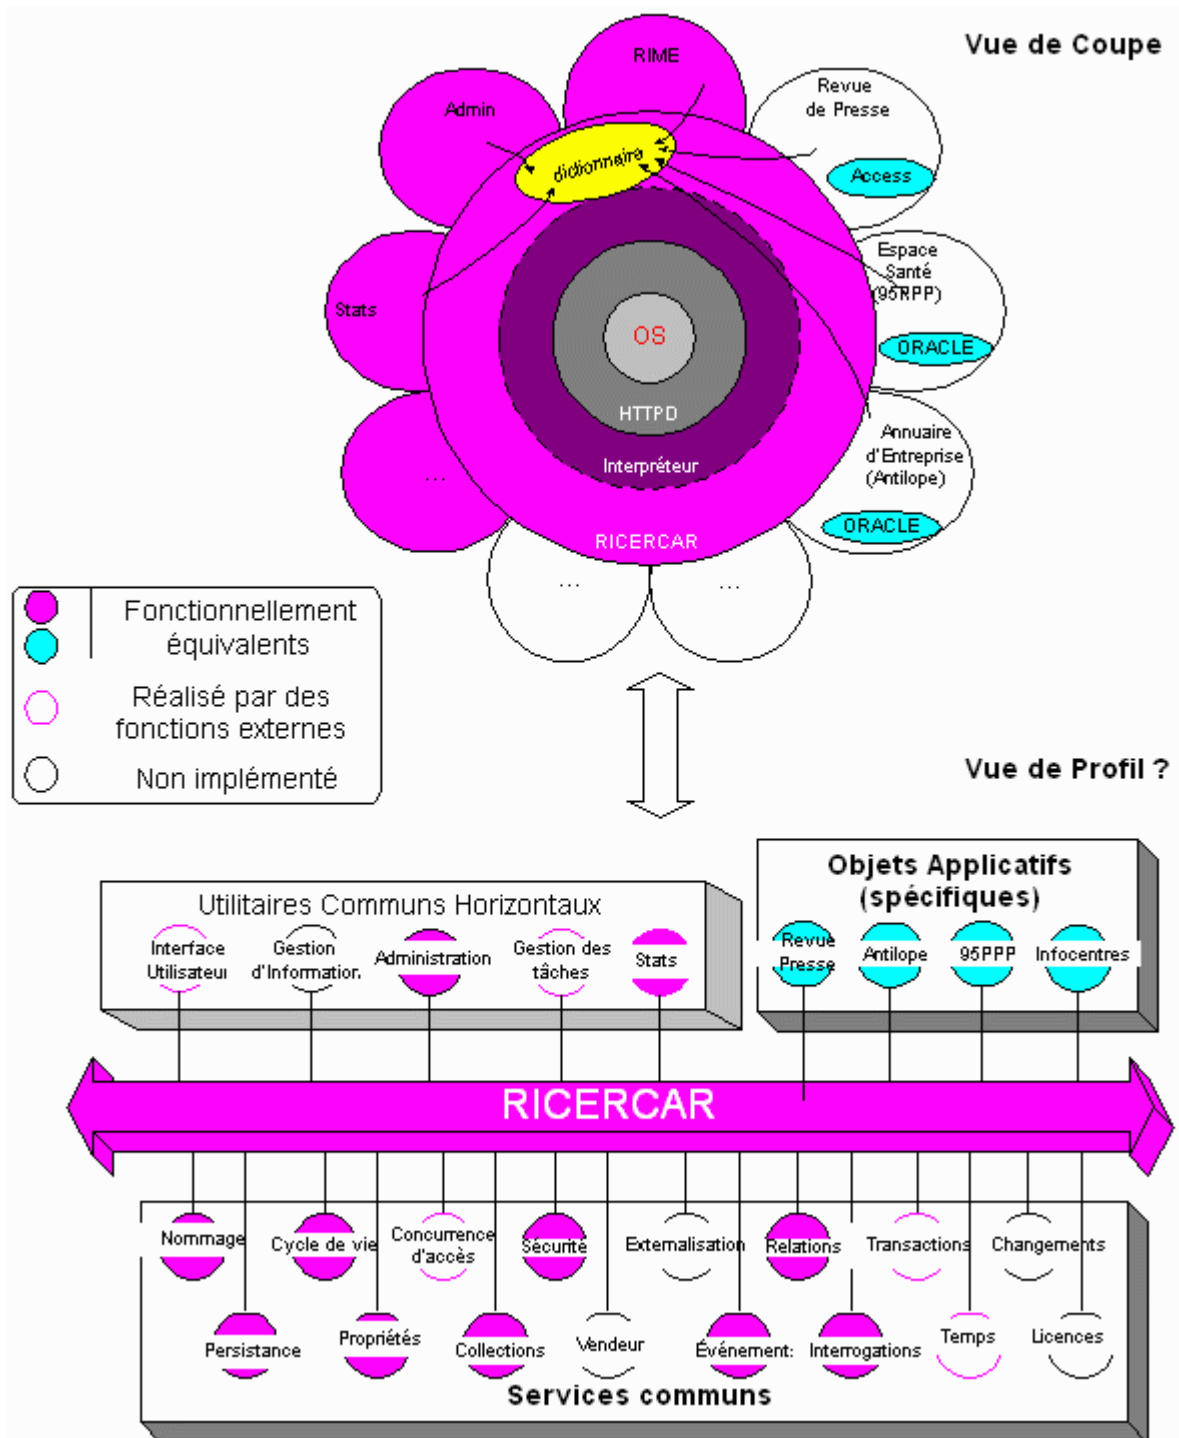 Vue de Coupe
RIME
Admin
Revue
de Presse
dictionnaire
Access
Espace
Santé
(95RPP)
Stats
OS
ORACLE
HTTPD
Annuaire
d'Entreprise
(Antilope)
Interpréteur
...
ORACLE
RICERCAR
...
...
Fonctionnellement
équivalents
Réalisé par des
fonctions externes
Non implémenté
Vue de Profil ?
Utilitaires Communs Horizontaux
Interface
Utilisateur
Gestion
d'Information.
Administration
Gestion des
tâches
Stats
Objets Applicatifs
(spécifiques)
Revue
Presse
Antilope
95PPP
Infocentres
RICERCAR
Nommage
Cycle de vie
Concurrence
d'accès
Sécurité
Externalisation
Relations
Transactions
Changements
Persistance
Propriétés
Collections
Vendeur
Événement:
Interrogations
Temps
Licences
Services communs